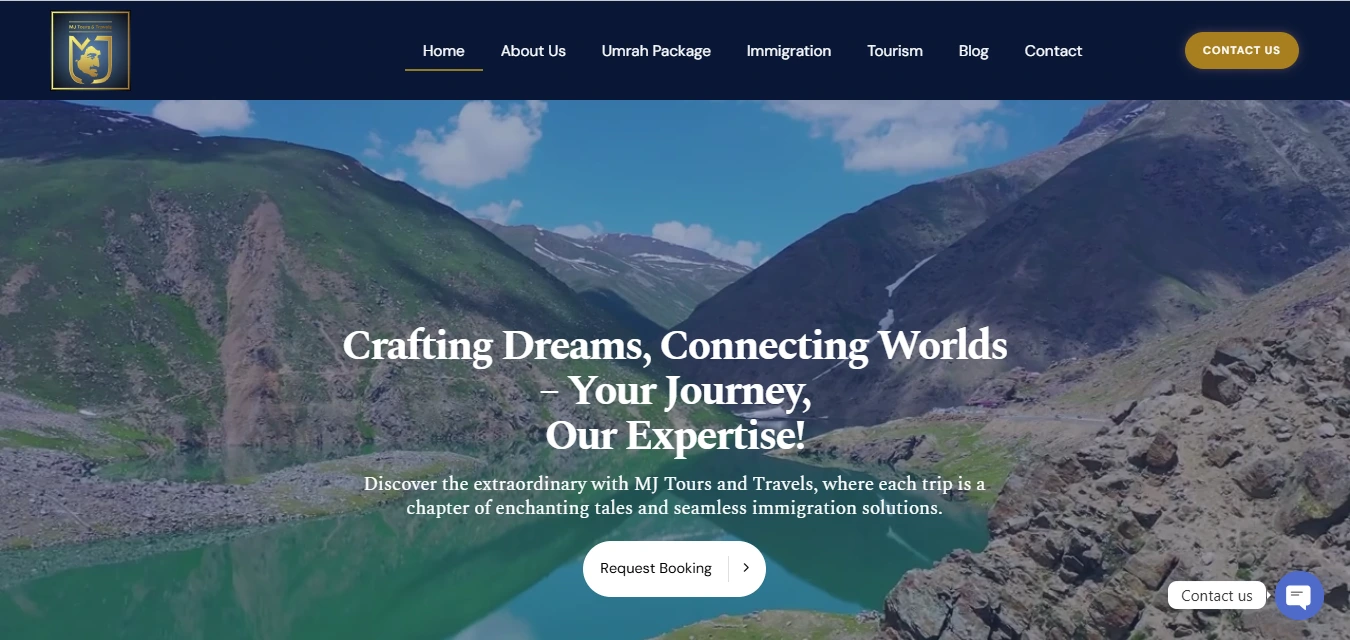 MJ Tours & Travels
MJ
Home
About Us
Umrah Package
Immigration
Tourism
Blog
Contact
CONTACT US
Crafting Dreams, Connecting Worlds
– Your Journey,
Our Expertise!
Discover the extraordinary with MJ Tours and Travels, where each trip is a
chapter of enchanting tales and seamless immigration solutions.
Request Booking
Contact us